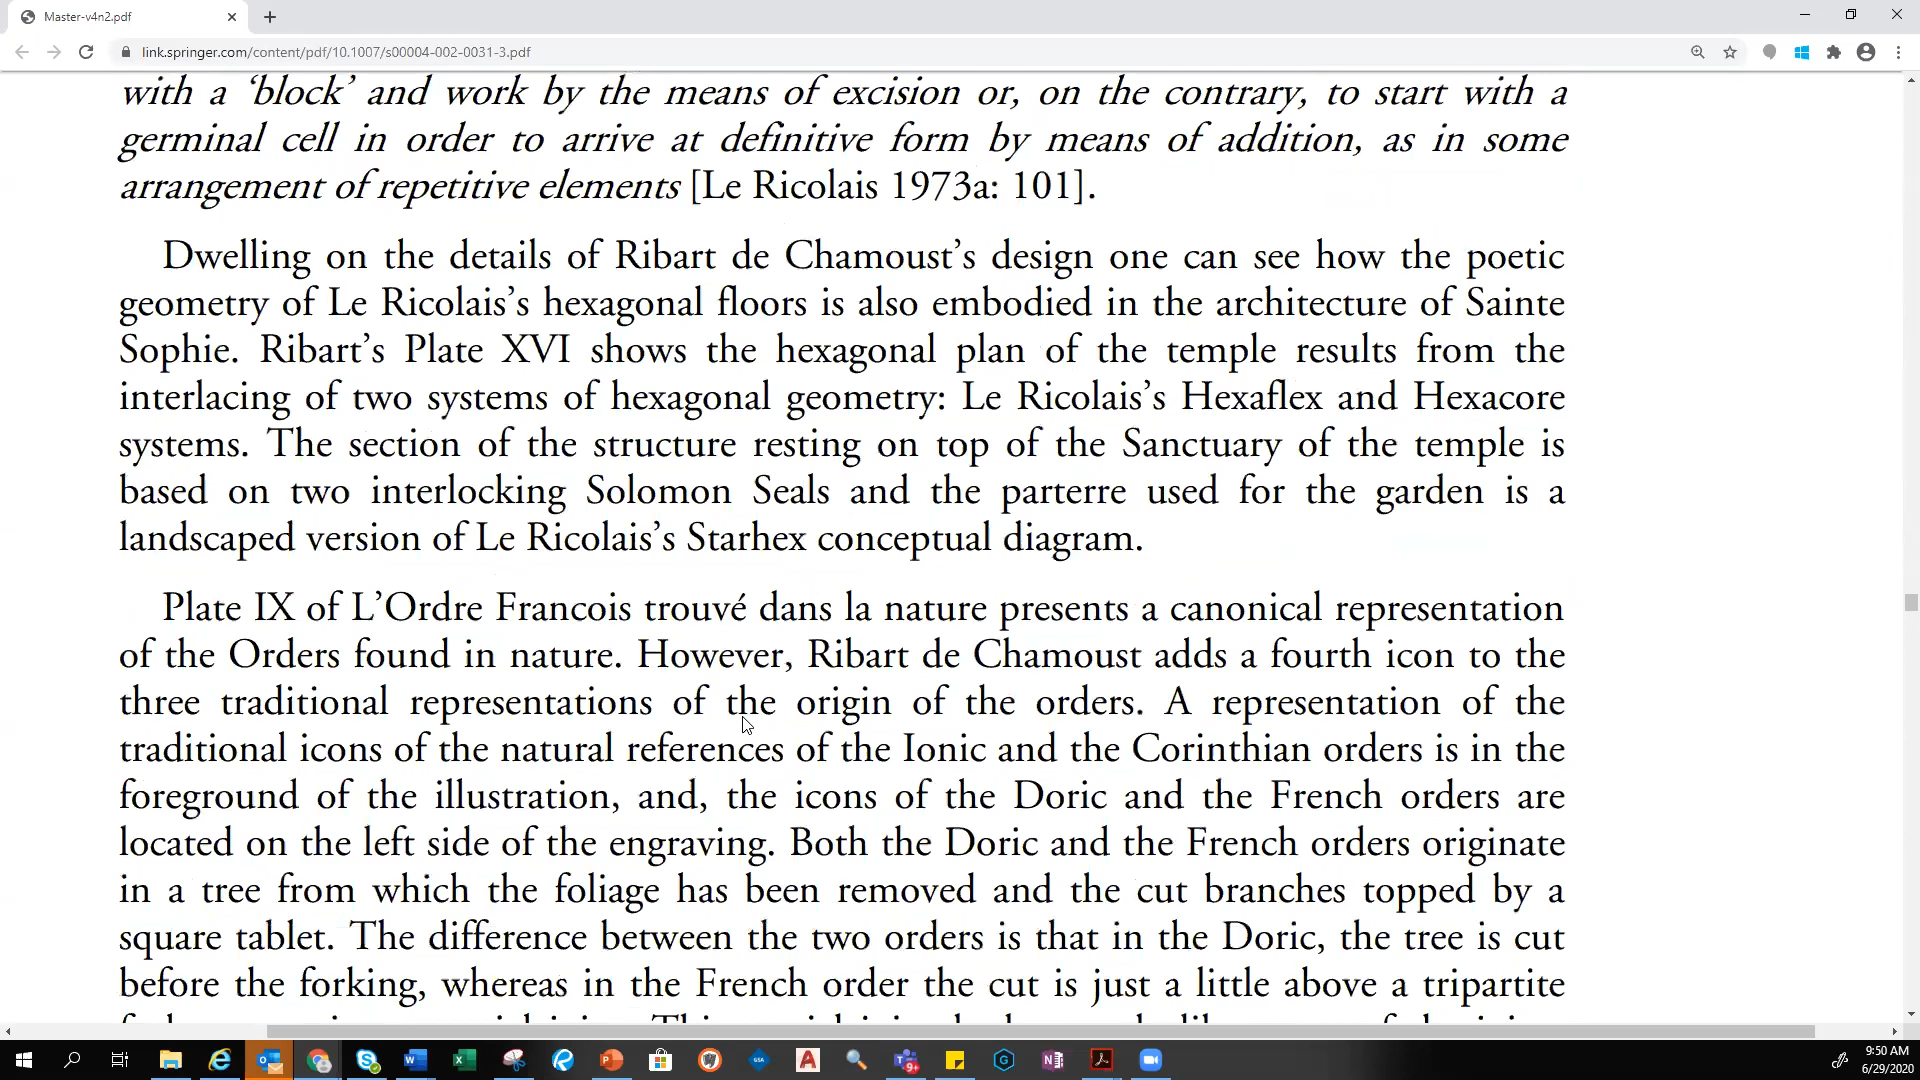 Master-v4n2.pdf
link.springer.com/content/pdf/10.1007/s00004-002-0031-3.pdf
with a ‘block’ and work by the means of excision or, on the contrary, to start with a
germinal cell in order to arrive at definitive form by means of addition, as in some
arrangement of repetitive elements [Le Ricolais 1973a: 101].
Dwelling on the details of Ribart de Chamoust’s design one can see how the poetic
geometry of Le Ricolais’s hexagonal floors is also embodied in the architecture of Sainte
Sophie. Ribart’s Plate XVI shows the hexagonal plan of the temple results from the
interlacing of two systems of hexagonal geometry: Le Ricolais’s Hexaflex and Hexacore
systems. The section of the structure resting on top of the Sanctuary of the temple is
based on two interlocking Solomon Seals and the parterre used for the garden is a
landscaped version of Le Ricolais’s Starhex conceptual diagram.
Plate IX of L’Ordre Francois trouvé dans la nature presents a canonical representation
of the Orders found in nature. However, Ribart de Chamoust adds a fourth icon to the
three traditional representations of the origin of the orders. A representation of the
traditional icons of the natural references of the Ionic and the Corinthian orders is in the
foreground of the illustration, and, the icons of the Doric and the French orders are
located on the left side of the engraving. Both the Doric and the French orders originate
in a tree from which the foliage has been removed and the cut branches topped by a
square tablet. The difference between the two orders is that in the Doric, the tree is cut
before the forking, whereas in the French order the cut is just a little above a tripartite
9:50 AM
6/29/2020